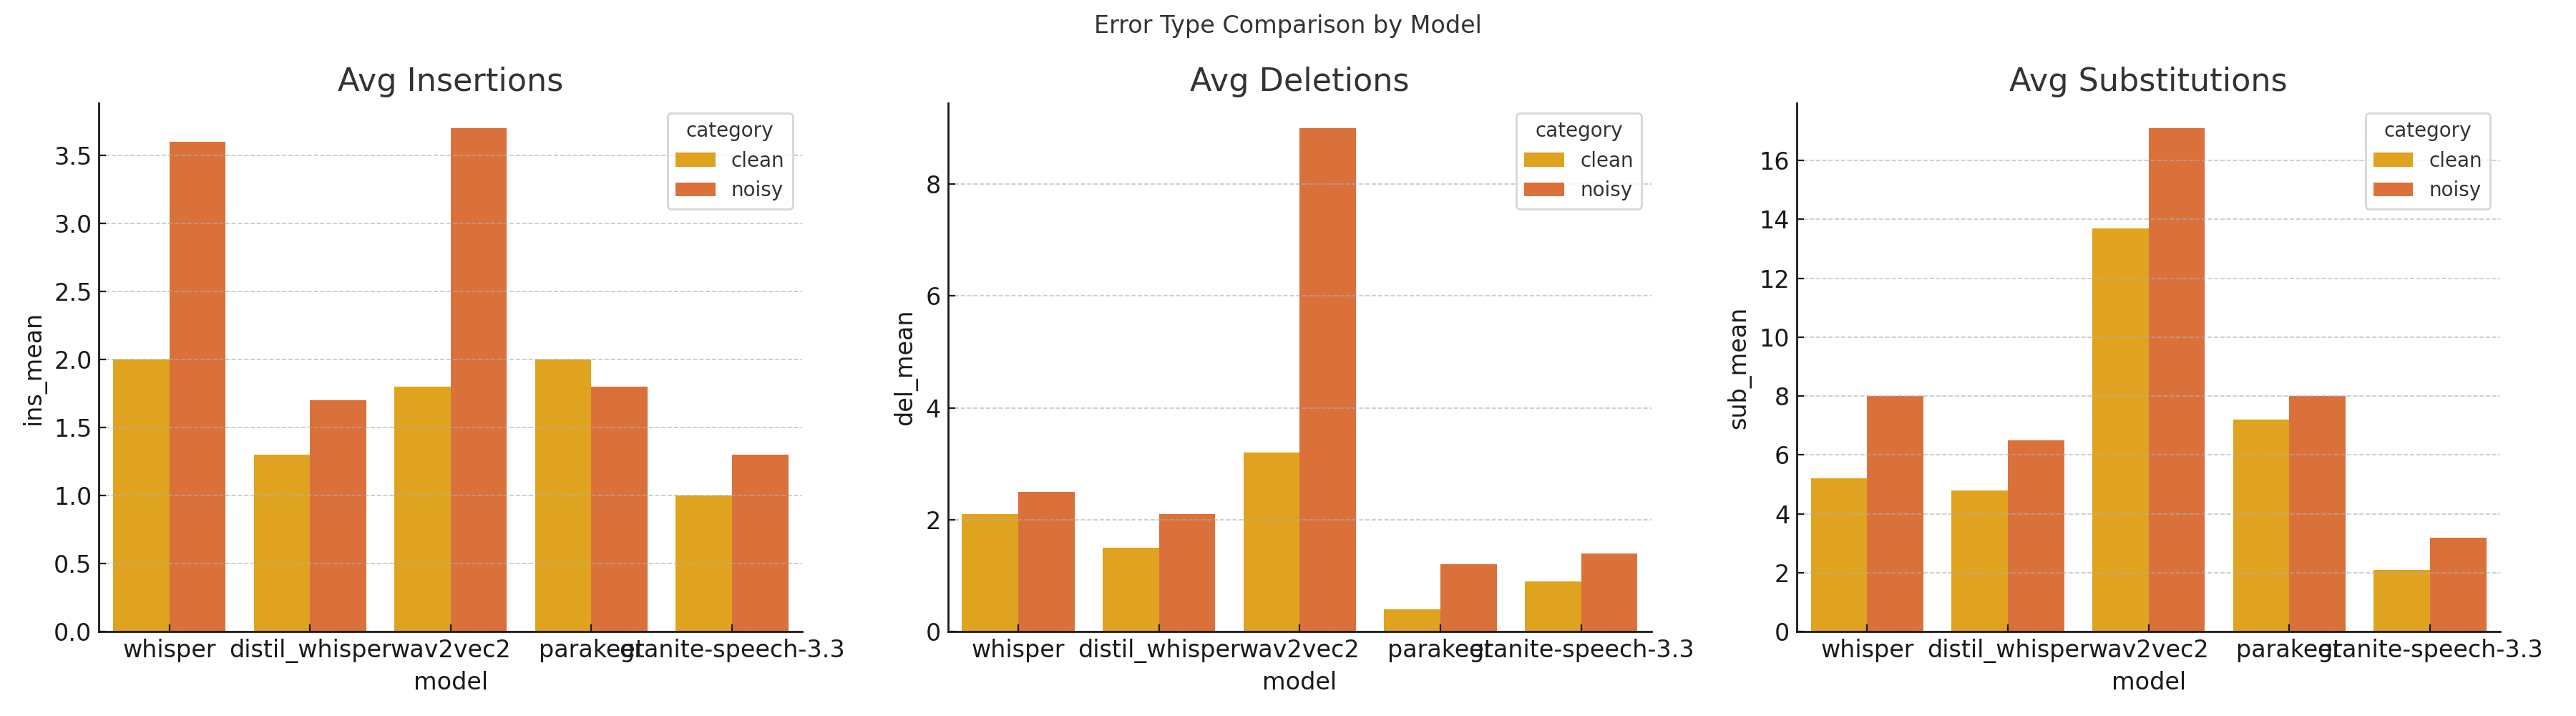 Error Type Comparison by Model
Avg Insertions
category
clean
noisy
3.5
3.0
2.5
2.0
1.5
1.0
0.5
0.0
ins_mean
whisper
distil_whisper
wav2vec2
parakeet
granite-speech-3.3
model
Avg Deletions
category
clean
noisy
8
6
4
2
0
del_mean
whisper
distil_whisper
wav2vec2
parakeet
granite-speech-3.3
model
Avg Substitutions
category
clean
noisy
16
14
12
10
8
6
4
2
0
sub_mean
whisper
distil_whisper
wav2vec2
parakeet
granite-speech-3.3
model